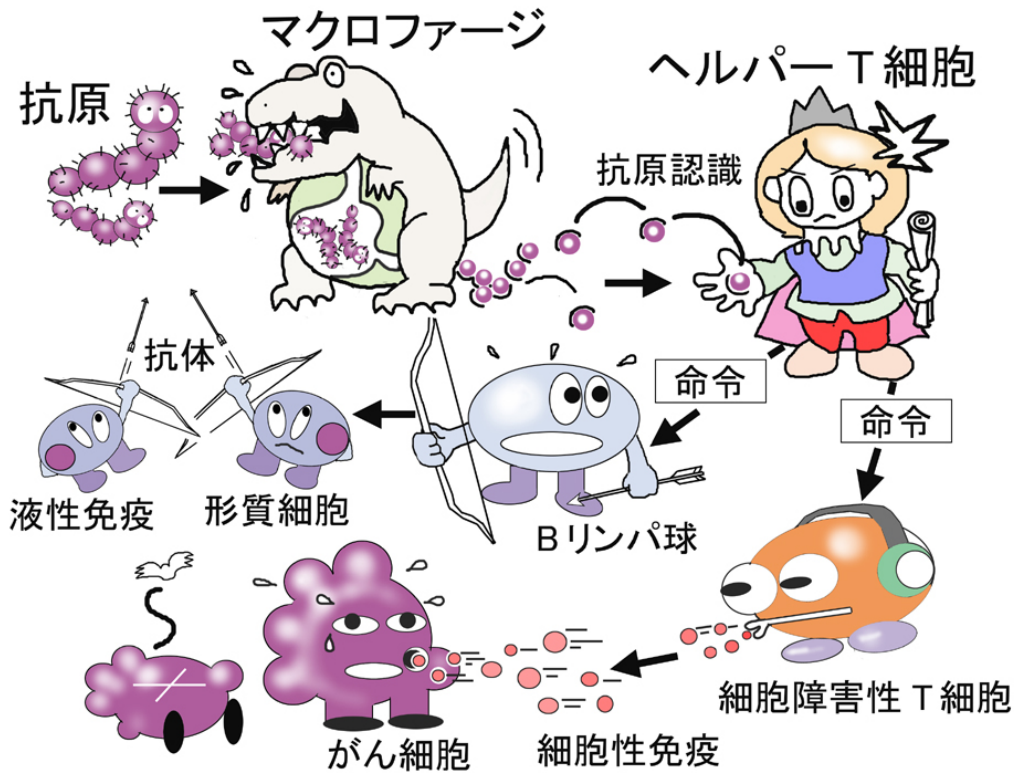 マクロファージ
ヘルパーT細胞
抗原
抗原認識
命令
命令
抗体
液性免疫
形質細胞
Bリンパ球
細胞障害性T細胞
がん細胞
細胞性免疫